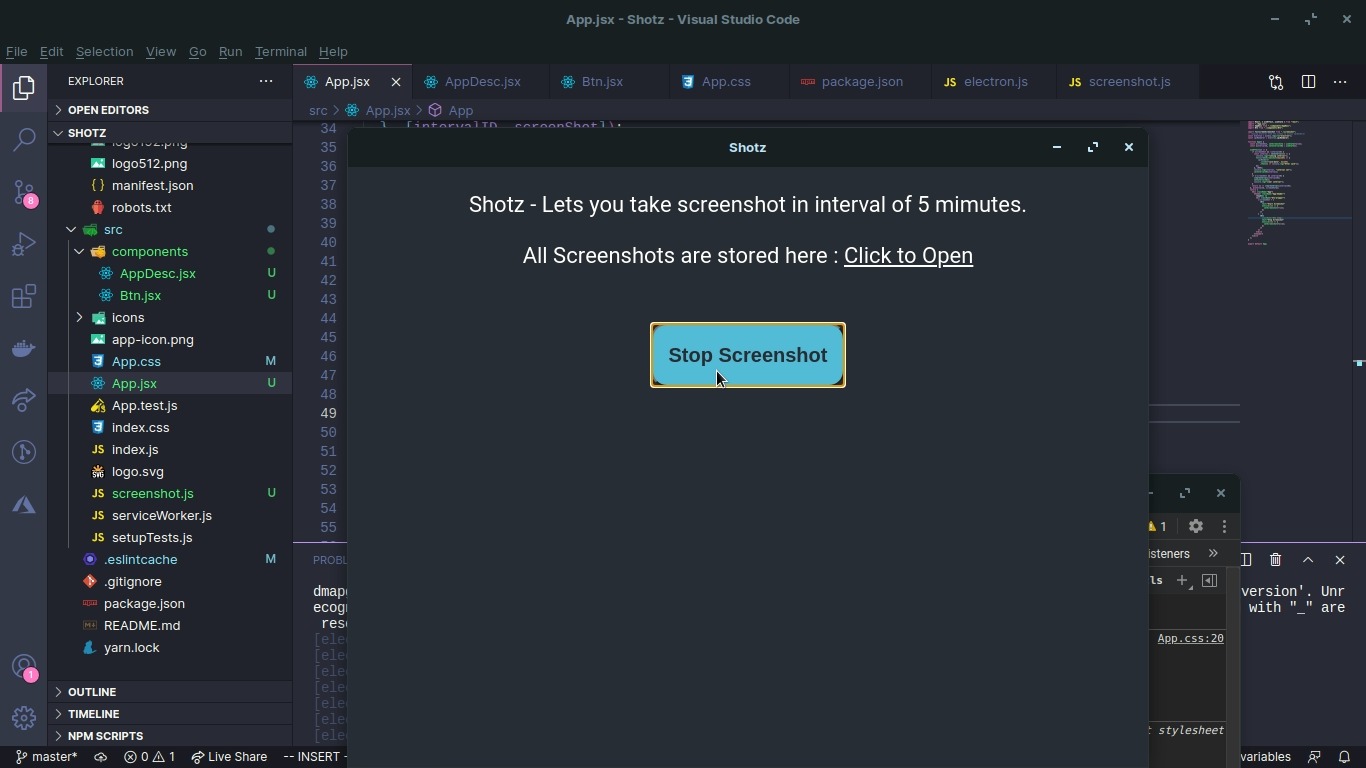 App.jsx - Shotz - Visual Studio Code
File Edit Selection View Go Run Terminal Help
EXPLORER
App.jsx AppDesc.jsx Btn.jsx App.css package.json electron.js screenshot.js
OPEN EDITORS
src App.jsx App
SHOTZ
34
logo512.png
manifest.json
robots.txt
src
components
AppDesc.jsx U
Btn.jsx U
icons
app-icon.png
App.css M
App.jsx U
App.test.js
index.css
index.js
logo.svg
screenshot.js U
serviceWorker.js
setupTests.js
.eslintcache M
.gitignore
package.json
README.md
yarn.lock
OUTLINE
TIMELINE
NPM SCRIPTS
8
1
35
36
37
38
39
40
41
42
43
44
45
46
47
48
49
50
51
52
53
54
55
Shotz
Shotz - Lets you take screenshot in interval of 5 mimutes.
All Screenshots are stored here : Click to Open
Stop Screenshot
1
isteners
ls
App.css:20
stylesheet
PROBL
version'. Unr
with "_" are
dmap
ecogn
rese
[ele
[ele
[ele
[ele
[ele
[ele
[ele
master* 0 1 Live Share -- INSERT - variables